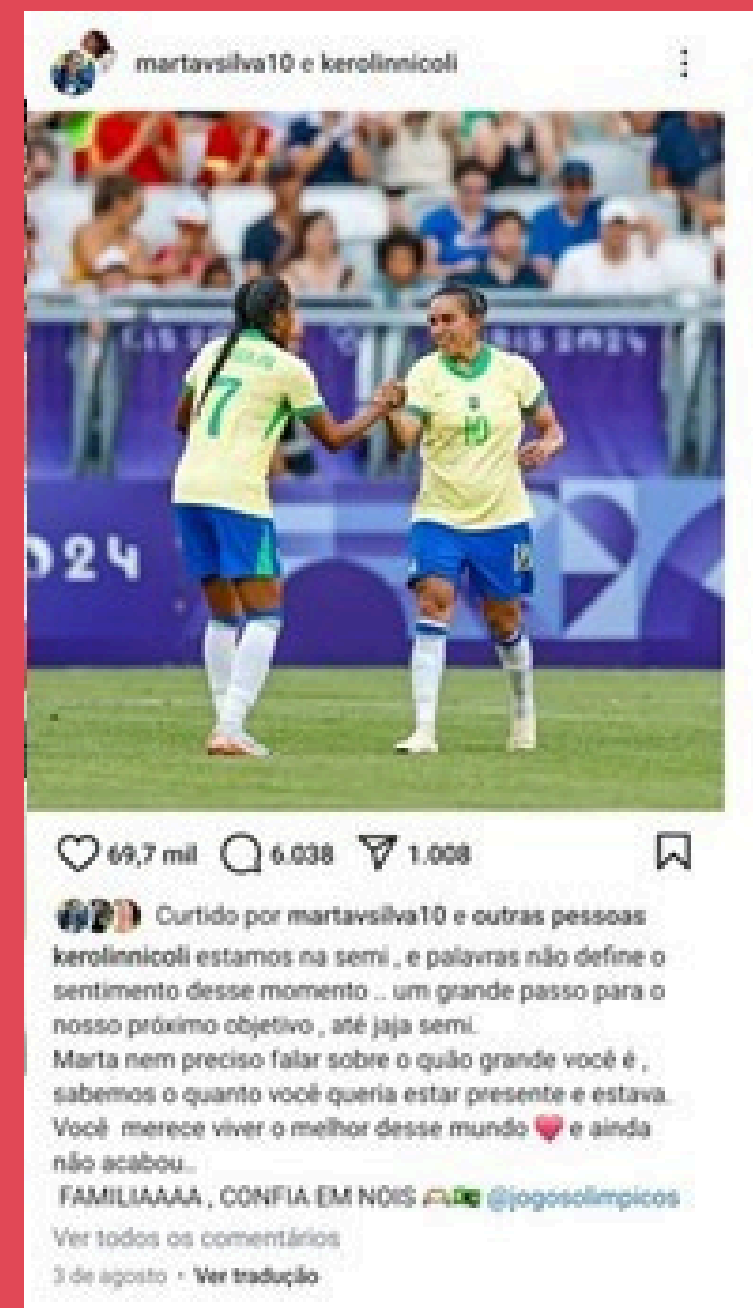 martavsilva10 e kerolinnicoli
7
10
024
69,7 mil 6.038 1.008
Curtido por martavsilva10 e outras pessoas
kerolinnicoli estamos na semi , e palavras não define o
sentimento desse momento .. um grande passo para o
nosso próximo objetivo , até jaja semi.
Marta nem preciso falar sobre o quão grande você é ,
sabemos o quanto você queria estar presente e estava.
Você merece viver o melhor desse mundo ❤️ e ainda
não acabou..
FAMILIAAAA , CONFIA EM NOIS 🫶🏽🇧🇷 @jogosolimpicos
Ver todos os comentários
3 de agosto • Ver tradução